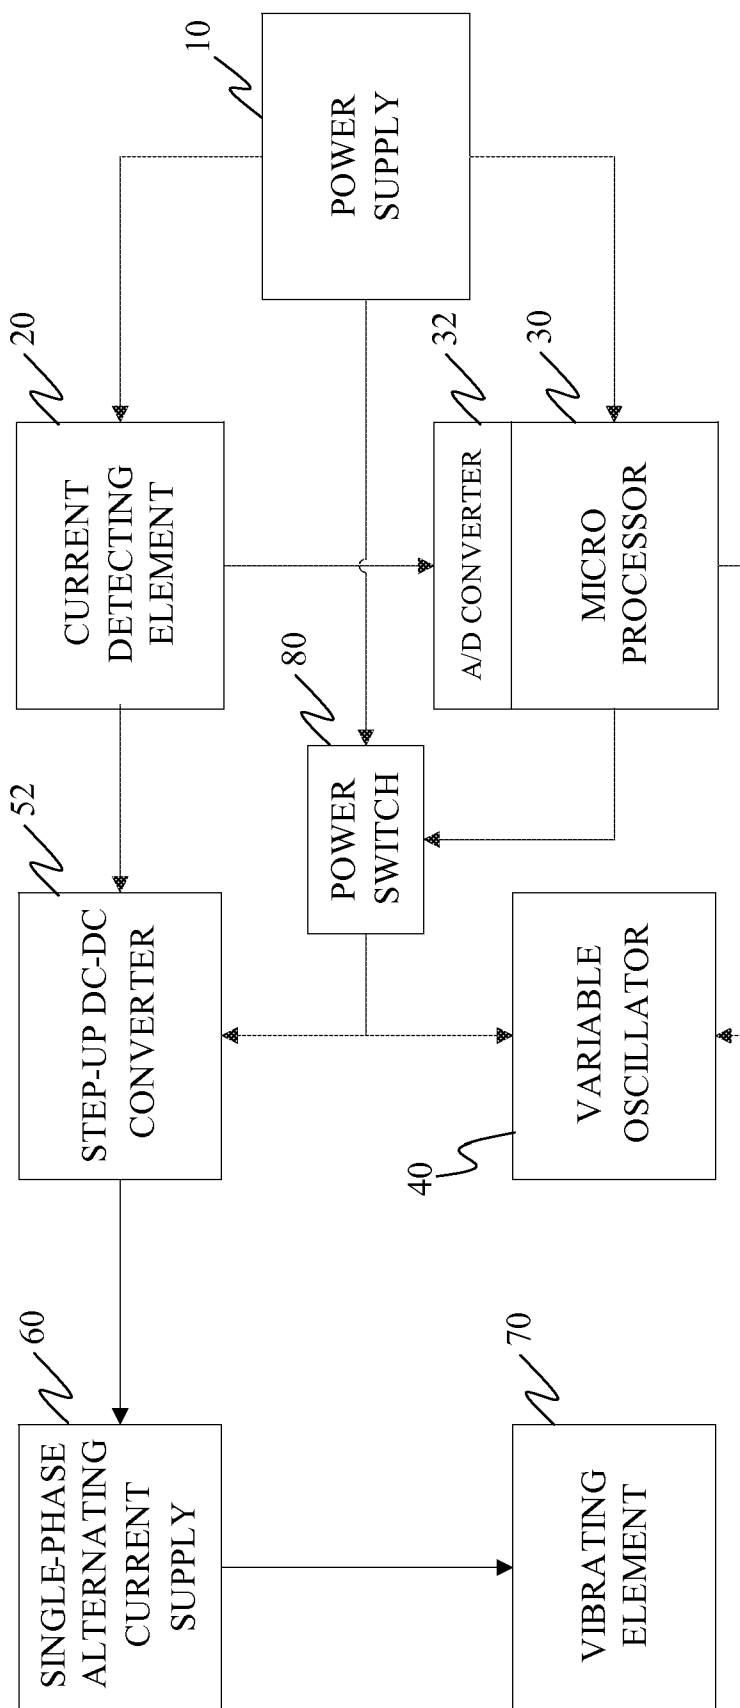 10
POWER
SUPPLY
20
CURRENT
DETECTING
ELEMENT
32
A/D CONVERTER
30
MICRO
PROCESSOR
80
POWER
SWITCH
52
STEP-UP DC-DC
CONVERTER
40
VARIABLE
OSCILLATOR
60
SINGLE-PHASE
ALTERNATING
CURRENT
SUPPLY
70
VIBRATING
ELEMENT